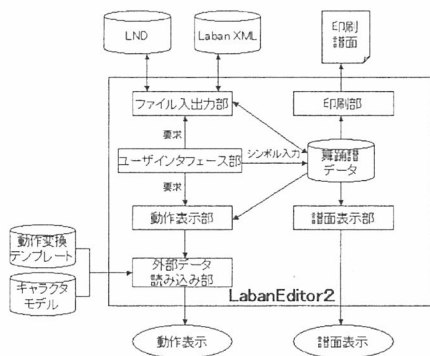 LND
Laban XML
印刷
譜面
ファイル入出力部
印刷部
要求
シンボル入力
ユーザインタフェース部
舞踊譜
データ
要求
動作表示部
譜面表示部
動作変換
テンプレート
外部データ
読み込み部
キャラクタ
モデル
LabanEditor2
動作表示
譜面表示